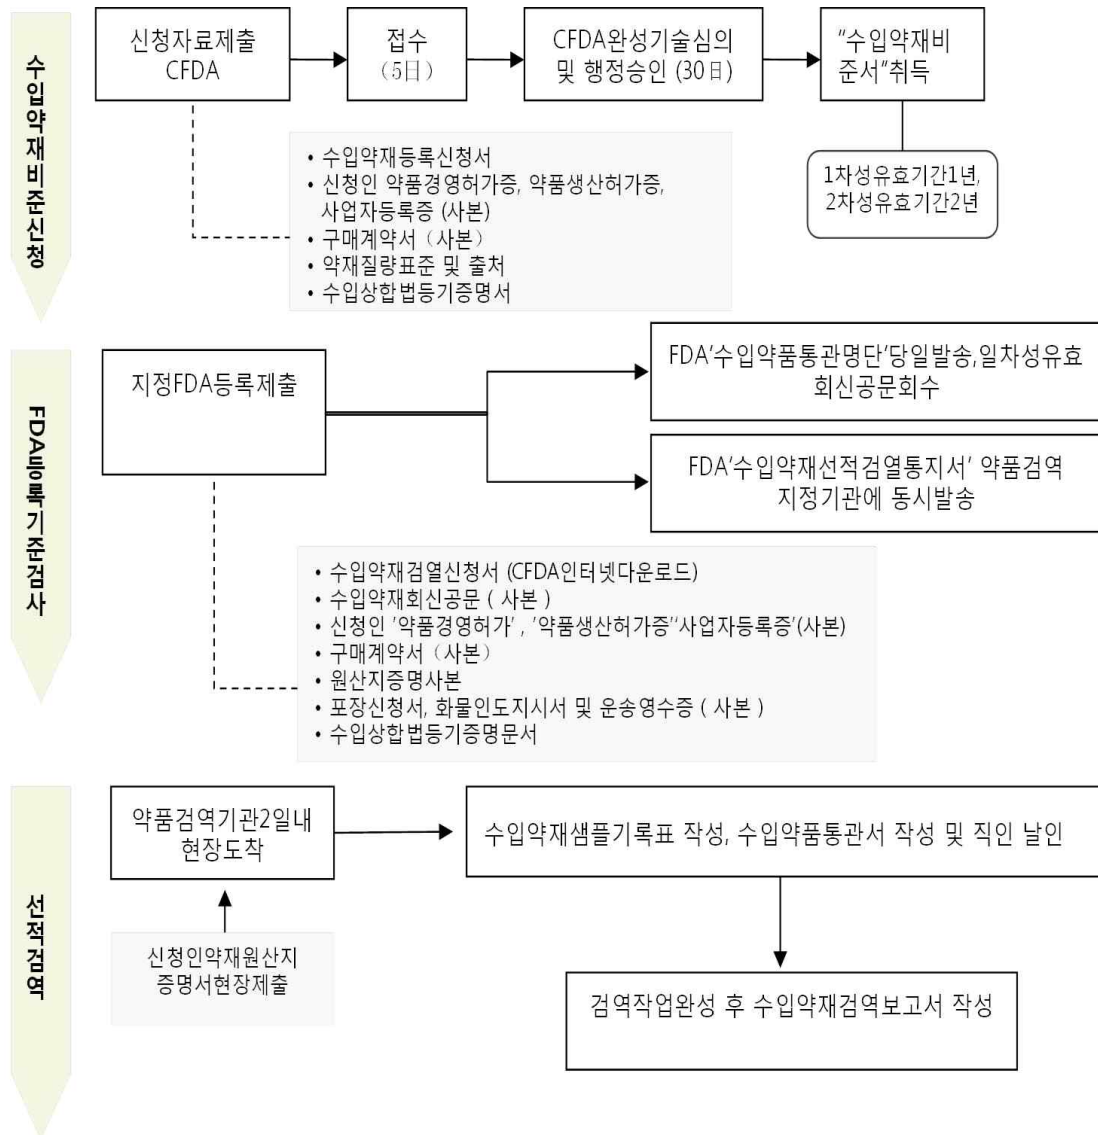 수입약재비준신청
신청자료제출
CFDA
접수
(5日)
CFDA완성기술심의
및 행정승인 (30日)
"수입약재비
준서"취득
1차성유효기간1년,
2차성유효기간2년
• 수입약재등록신청서
• 신청인 약품경영허가증, 약품생산허가증,
사업자등록증 (사본)
• 구매계약서 (사본)
• 약재질량표준 및 출처
• 수입상합법등기증명서
FDA등록기준검사
지정FDA등록제출
FDA'수입약품통관명단'당일발송,일차성유효
회신공문회수
FDA'수입약재선적검열통지서' 약품검역
지정기관에 동시발송
• 수입약재검열신청서 (CFDA인터넷다운로드)
• 수입약재회신공문 ( 사본 )
• 신청인 '약품경영허가' , '약품생산허가증''사업자등록증'(사본)
• 구매계약서 (사본)
• 원산지증명사본
• 포장신청서, 화물인도지시서 및 운송영수증 ( 사본 )
• 수입상합법등기증명문서
선적검역
약품검역기관2일내
현장도착
수입약재샘플기록표 작성, 수입약품통관서 작성 및 직인 날인
신청인약재원산지
증명서현장제출
검역작업완성 후 수입약재검역보고서 작성